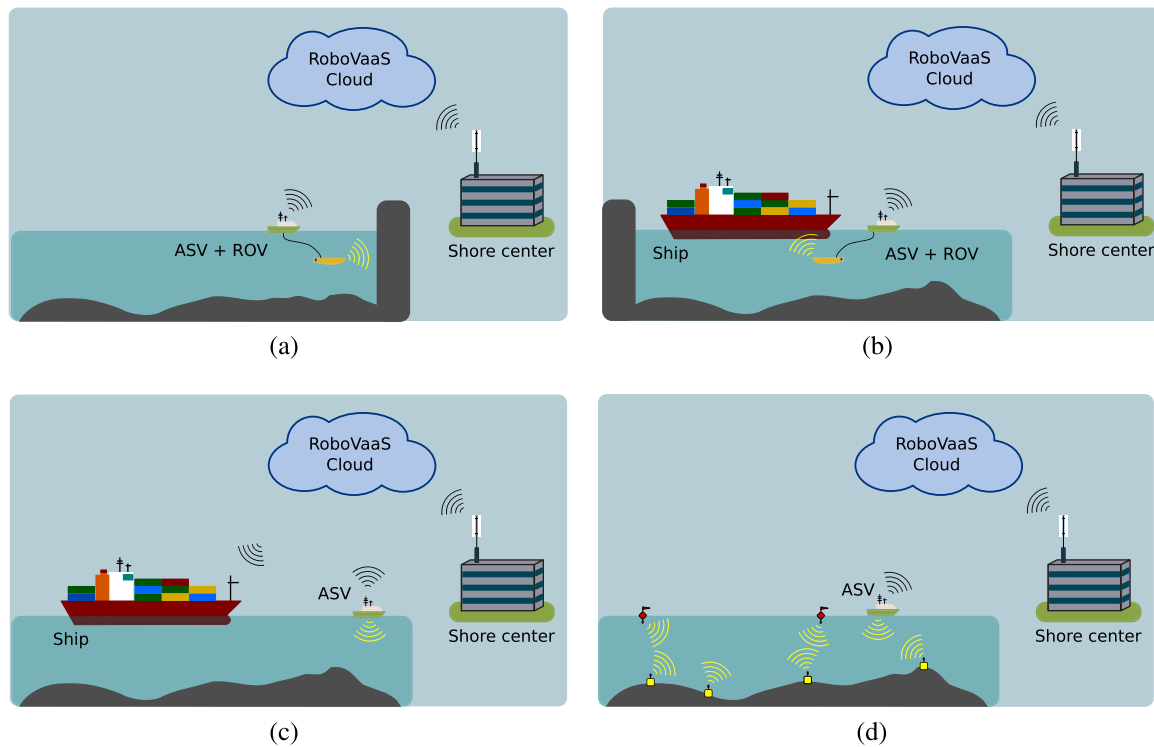 RoboVaaS
Cloud
ASV + ROV
Shore center
(a)
RoboVaaS
Cloud
Ship
ASV + ROV
Shore center
(b)
RoboVaaS
Cloud
ASV
Ship
Shore center
(c)
RoboVaaS
Cloud
ASV
Shore center
(d)